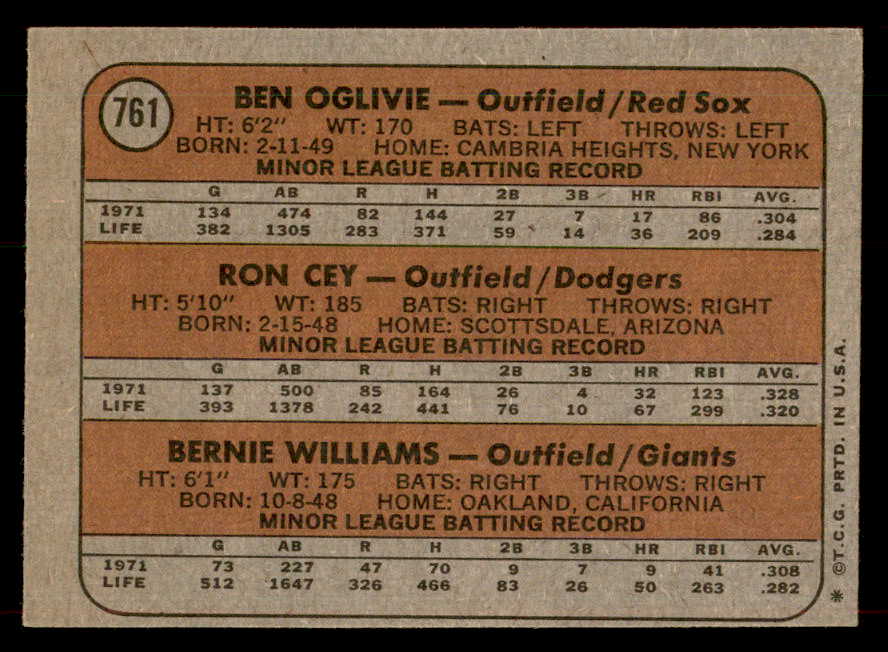 761
BEN OGLIVIE — Outfield/Red Sox
HT: 6'2" WT: 170 BATS: LEFT THROWS: LEFT
BORN: 2-11-49 HOME: CAMBRIA HEIGHTS, NEW YORK
MINOR LEAGUE BATTING RECORD
G AB R H 2B 3B HR RBI AVG.
1971 134 474 82 144 27 7 17 86 .304
LIFE 382 1305 283 371 59 14 36 209 .284
RON CEY — Outfield/Dodgers
HT: 5'10" WT: 185 BATS: RIGHT THROWS: RIGHT
BORN: 2-15-48 HOME: SCOTTSDALE, ARIZONA
MINOR LEAGUE BATTING RECORD
G AB R H 2B 3B HR RBI AVG.
1971 137 500 85 164 26 4 32 123 .328
LIFE 393 1378 242 441 76 10 67 299 .320
BERNIE WILLIAMS — Outfield/Giants
HT: 6'1" WT: 175 BATS: RIGHT THROWS: RIGHT
BORN: 10-8-48 HOME: OAKLAND, CALIFORNIA
MINOR LEAGUE BATTING RECORD
G AB R H 2B 3B HR RBI AVG.
1971 73 227 47 70 9 7 9 41 .308
LIFE 512 1647 326 466 83 26 50 263 .282
* ©T.C.G. PRTD. IN U.S.A.